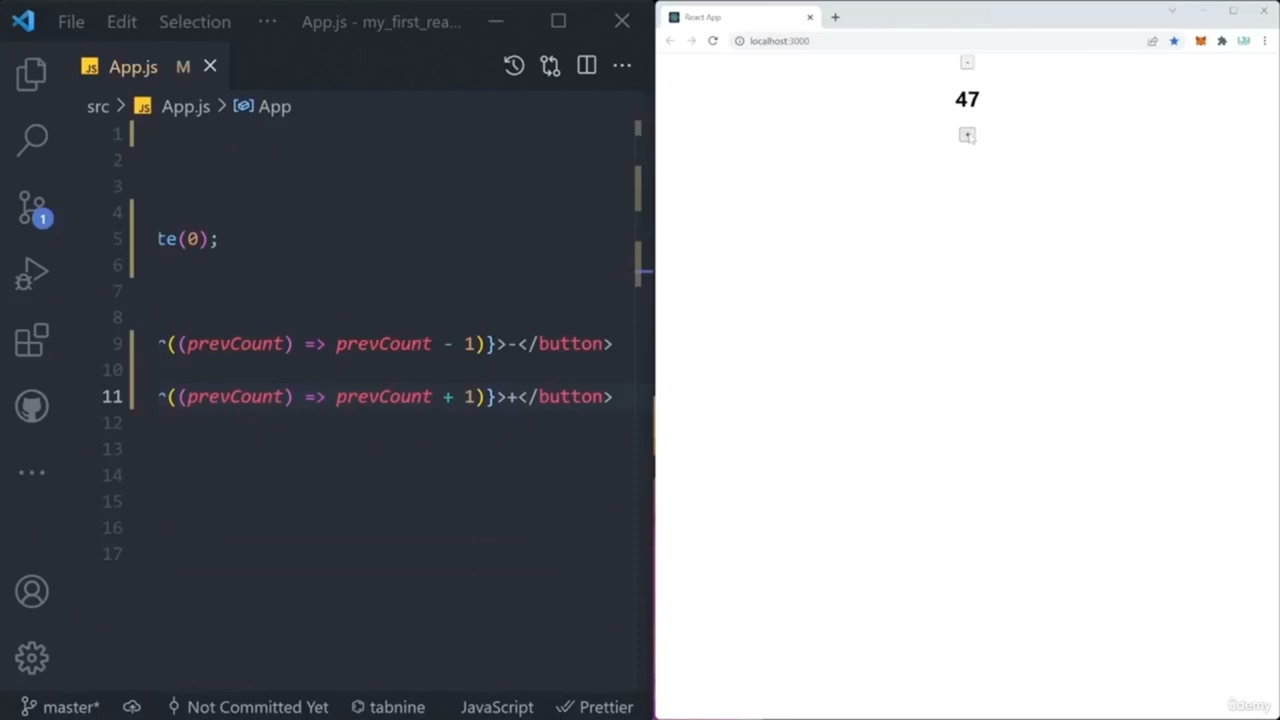 File Edit Selection ··· App.js - my_first_rea...
App.js M
src > App.js > App
1
2
3
4
5 te(0);
6
7
8
9 ((prevCount) => prevCount - 1)}>-</button>
10
11 ((prevCount) => prevCount + 1)}>+</button>
12
13
14
15
16
17
1
master* Not Committed Yet tabnine JavaScript Prettier
React App
localhost:3000
-
47
+
ûdemy